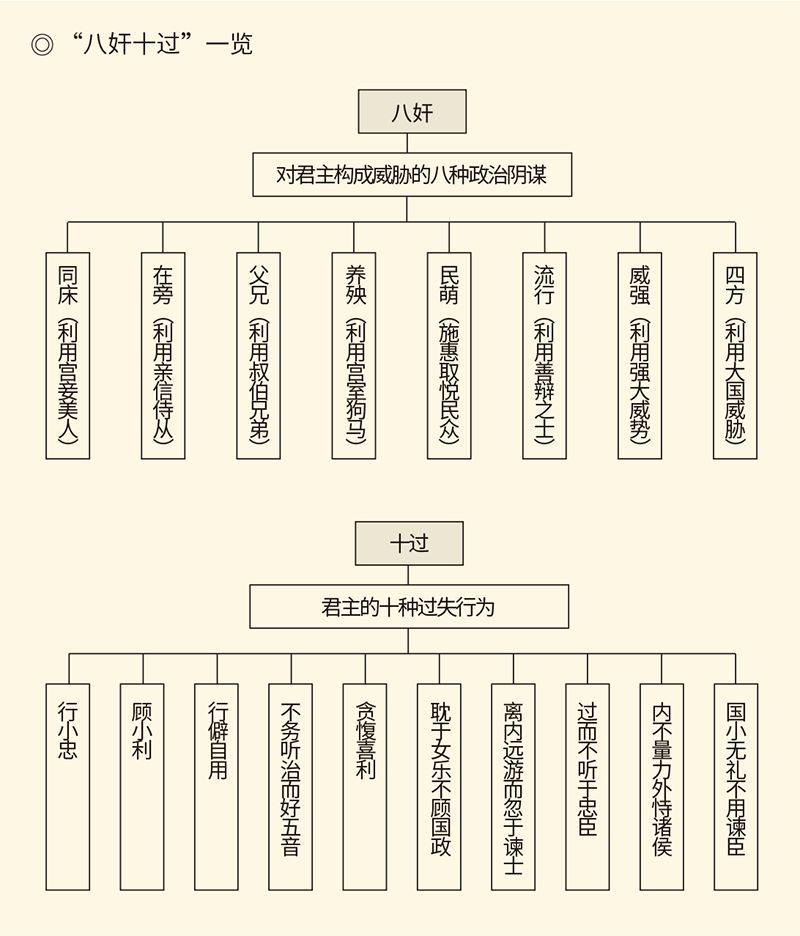 ◎ “八奸十过”一览
八奸
对君主构成威胁的八种政治阴谋
同床（利用宫妾美人）
在旁（利用亲信侍从）
父兄（利用叔伯兄弟）
养殃（利用宫室狗马）
民萌（施惠取悦民众）
流行（利用善辩之士）
威强（利用强大威势）
四方（利用大国威胁）
十过
君主的十种过失行为
行小忠
顾小利
行僻自用
不务听治而好五音
贪愎喜利
耽于女乐不顾国政
离内远游而忽于谏士
过而不听于忠臣
内不量力外恃诸侯
国小无礼不用谏臣